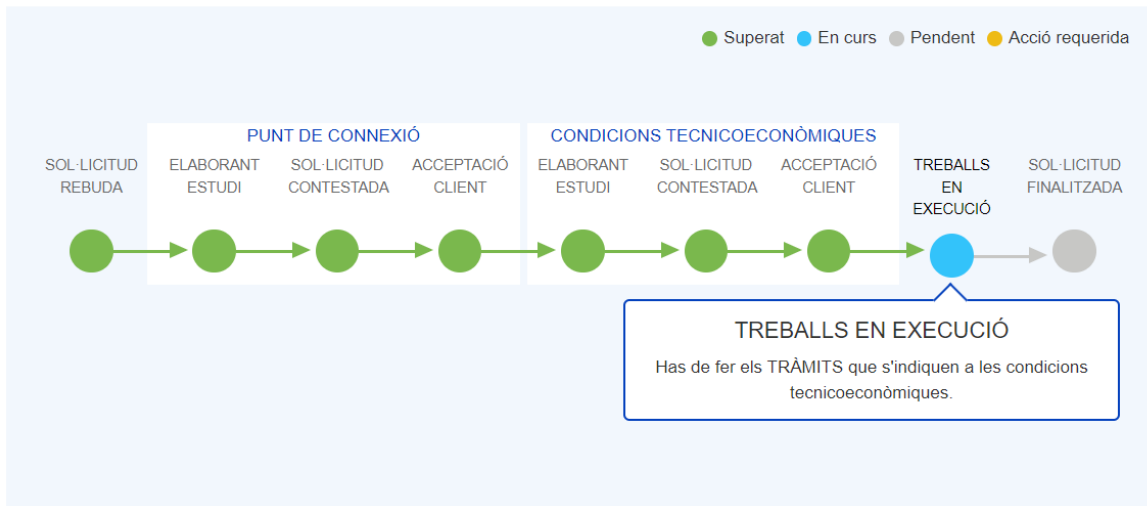 Superat En curs Pendent Acció requerida
PUNT DE CONNEXIÓ
CONDICIONS TECNICOECONÒMIQUES
SOL·LICITUD
REBUDA
ELABORANT
ESTUDI
SOL·LICITUD
CONTESTADA
ACCEPTACIÓ
CLIENT
ELABORANT
ESTUDI
SOL·LICITUD
CONTESTADA
ACCEPTACIÓ
CLIENT
TREBALLS
EN
EXECUCIÓ
SOL·LICITUD
FINALITZADA
TREBALLS EN EXECUCIÓ
Has de fer els TRÀMITS que s'indiquen a les condicions
tecnicoeconòmiques.